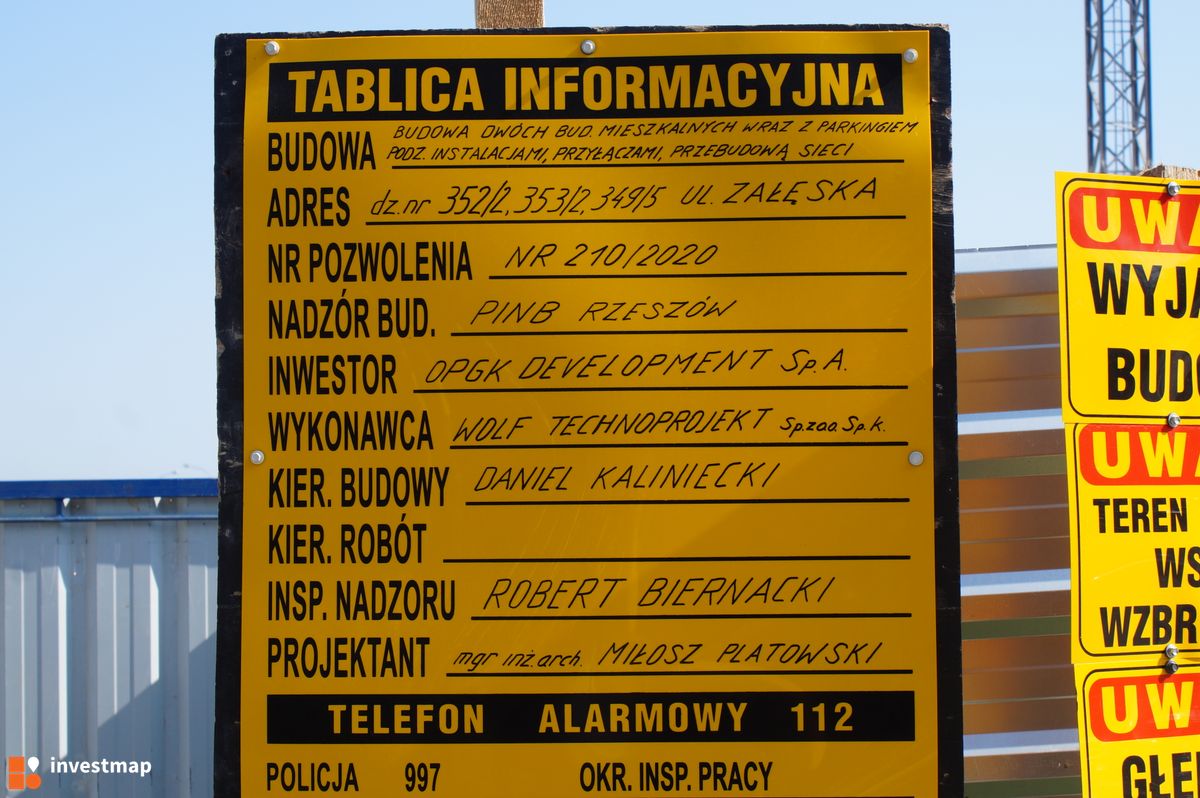 TABLICA INFORMACYJNA
BUDOWA BUDOWA DWÓCH BUD. MIESZKALNYCH WRAZ Z PARKINGIEM
PODZ. INSTALACJAMI, PRZYŁĄCZAMI, PRZEBUDOWĄ SIECI
ADRES dz.nr 352/2, 353/2, 349/5 UL. ZAŁĘSKA
NR POZWOLENIA NR 210/2020
NADZÓR BUD. PINB RZESZÓW
INWESTOR OPGK DEVELOPMENT Sp. A.
WYKONAWCA WOLF TECHNOPROJEKT Sp.zoo. Sp.k.
KIER. BUDOWY DANIEL KALINIECKI
KIER. ROBÓT
INSP. NADZORU ROBERT BIERNACKI
PROJEKTANT mgr inż.arch. MIŁOSZ PLATOWSKI
TELEFON ALARMOWY 112
POLICJA 997 OKR. INSP. PRACY
UWA
WYJA
BUDO
UWA
TEREN
WS
WZBR
UWA
GŁĘ
investmap